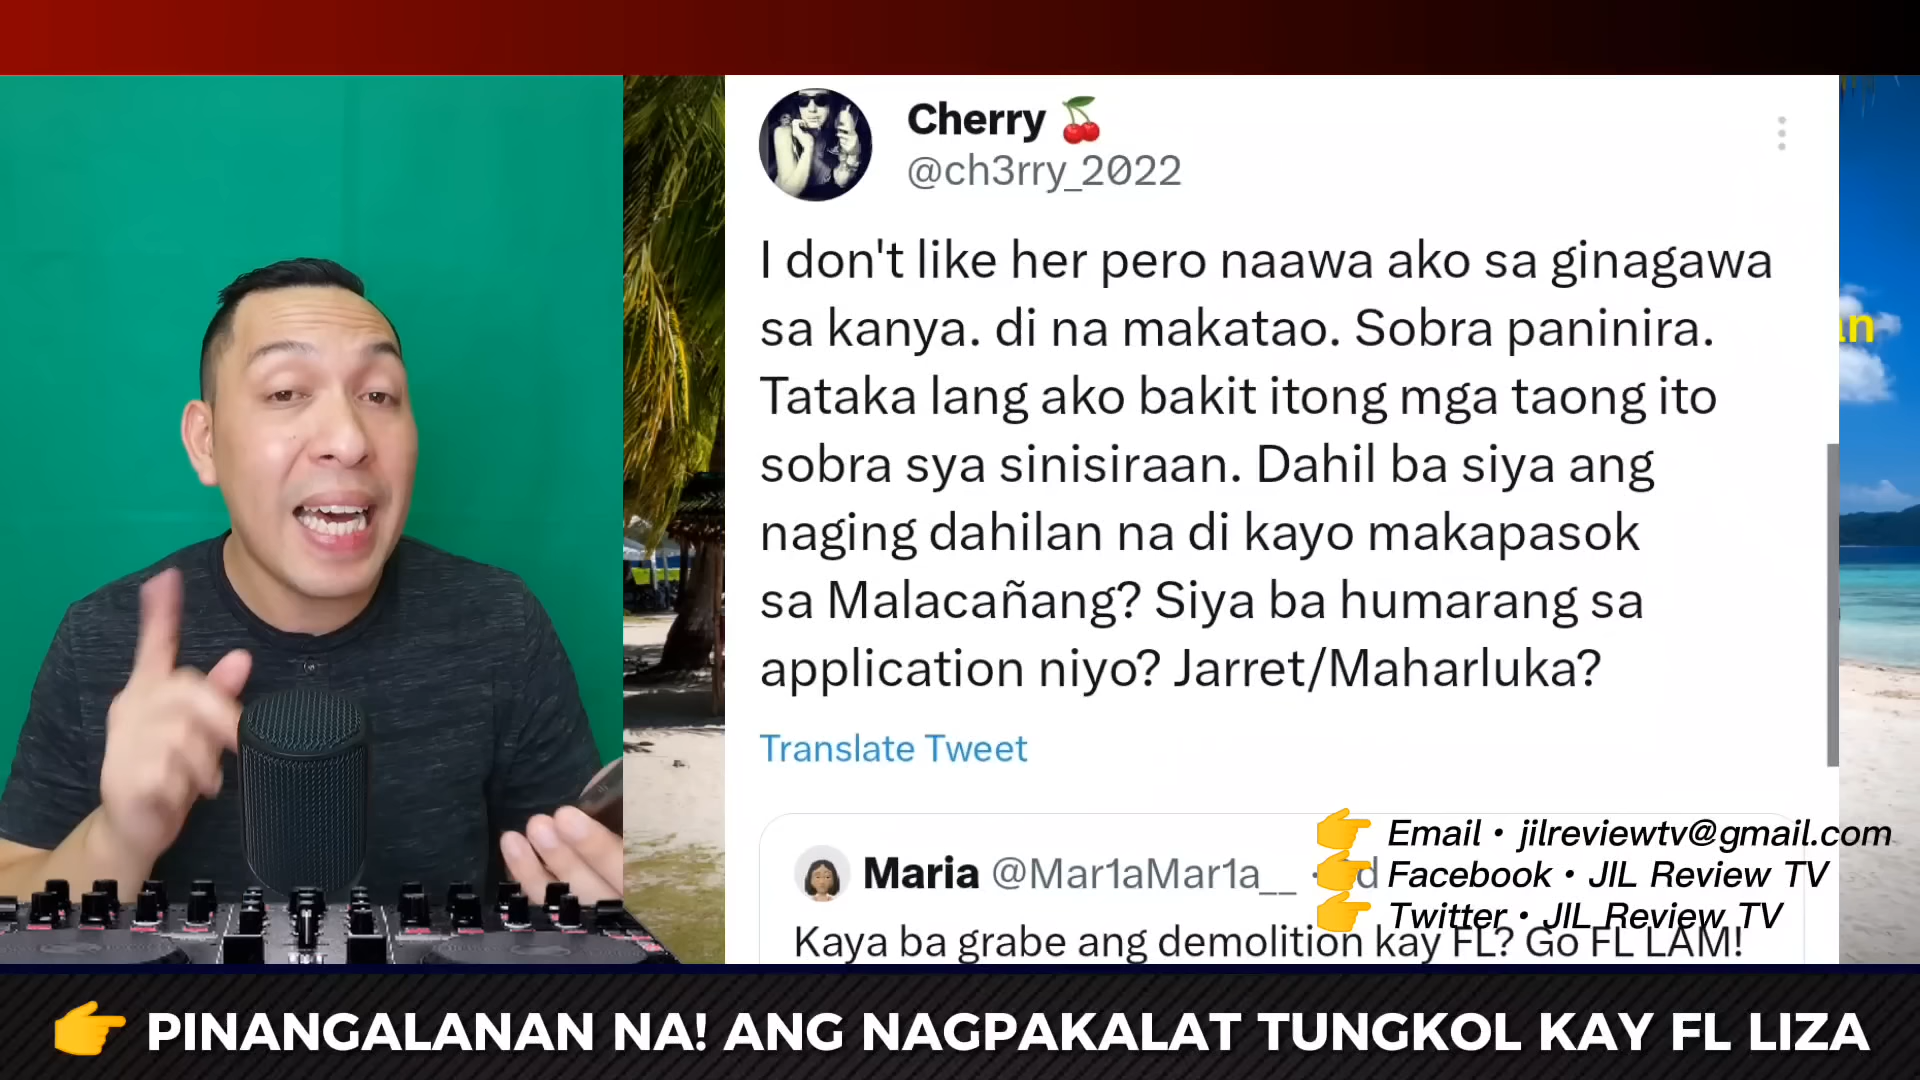 Cherry 🍒
@ch3rry_2022
I don't like her pero naawa ako sa ginagawa
sa kanya. di na makatao. Sobra paninira.
Tataka lang ako bakit itong mga taong ito
sobra sya sinisiraan. Dahil ba siya ang
naging dahilan na di kayo makapasok
sa Malacañang? Siya ba humarang sa
application niyo? Jarret/Maharluka?
Translate Tweet
Maria @Mar1aMar1a__ · d
Kaya ba grabe ang demolition kay FL? Go FL LAM!
👉 Email • jilreviewtv@gmail.com
👉 Facebook • JIL Review TV
👉 Twitter • JIL Review TV
👉 PINANGALANAN NA! ANG NAGPAKALAT TUNGKOL KAY FL LIZA